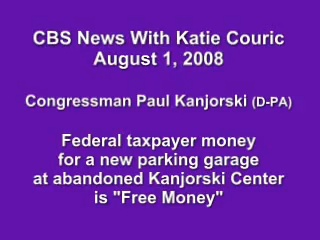 CBS News With Katie Couric
August 1, 2008
Congressman Paul Kanjorski (D-PA)
Federal taxpayer money
for a new parking garage
at abandoned Kanjorski Center
is "Free Money"